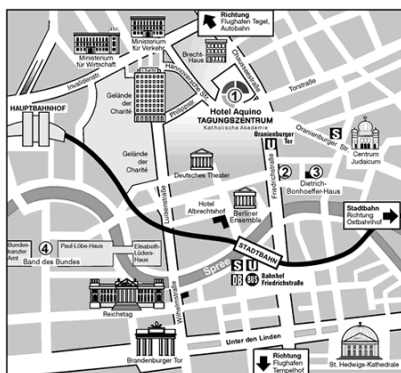 Richtung
Flughafen Tegel,
Autobahn
Ministerium
für Verkehr
Ministerium
für Wirtschaft
Brecht-
Haus
Invalidenstr.
Hannoversche Str.
Chausseestraße
Torstraße
Gelände
der
Charité
Philippstr.
1
Hotel Aquino
TAGUNGSZENTRUM
Katholische Akademie
HAUPTBAHNHOF
Oranienburger
Tor
U
Oranienburger Str.
S
Centrum
Judaicum
Gelände
der
Charité
Deutsches Theater
2
3
Dietrich-
Bonhoeffer-Haus
Luisenstraße
Friedrichstraße
Hotel
Albrechtshof
Berliner
Ensemble
Stadtbahn
Richtung
Ostbahnhof
Bundes-
kanzler
Amt
4
Paul-Löbe-Haus
Elisabeth-
Lüders-
Haus
Band des Bundes
STADTBAHN
Spree
S U
DB
Bahnhof
Friedrichstraße
Reichstag
Wilhelmstraße
Unter den Linden
Brandenburger Tor
Richtung
Flughafen
Tempelhof
St. Hedwigs-Kathedrale